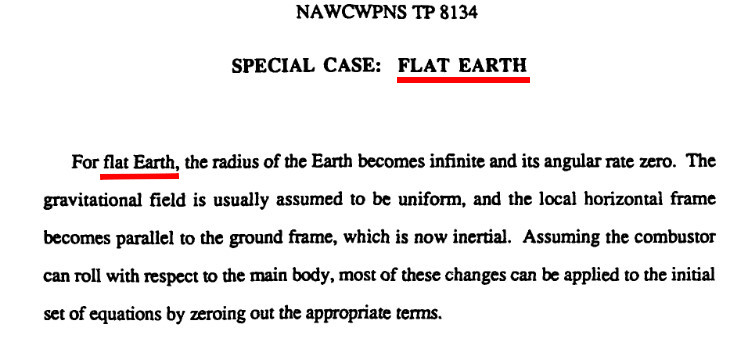 NAWCWPNS TP 8134
SPECIAL CASE: FLAT EARTH
For flat Earth, the radius of the Earth becomes infinite and its angular rate zero. The
gravitational field is usually assumed to be uniform, and the local horizontal frame
becomes parallel to the ground frame, which is now inertial. Assuming the combustor
can roll with respect to the main body, most of these changes can be applied to the initial
set of equations by zeroing out the appropriate terms.